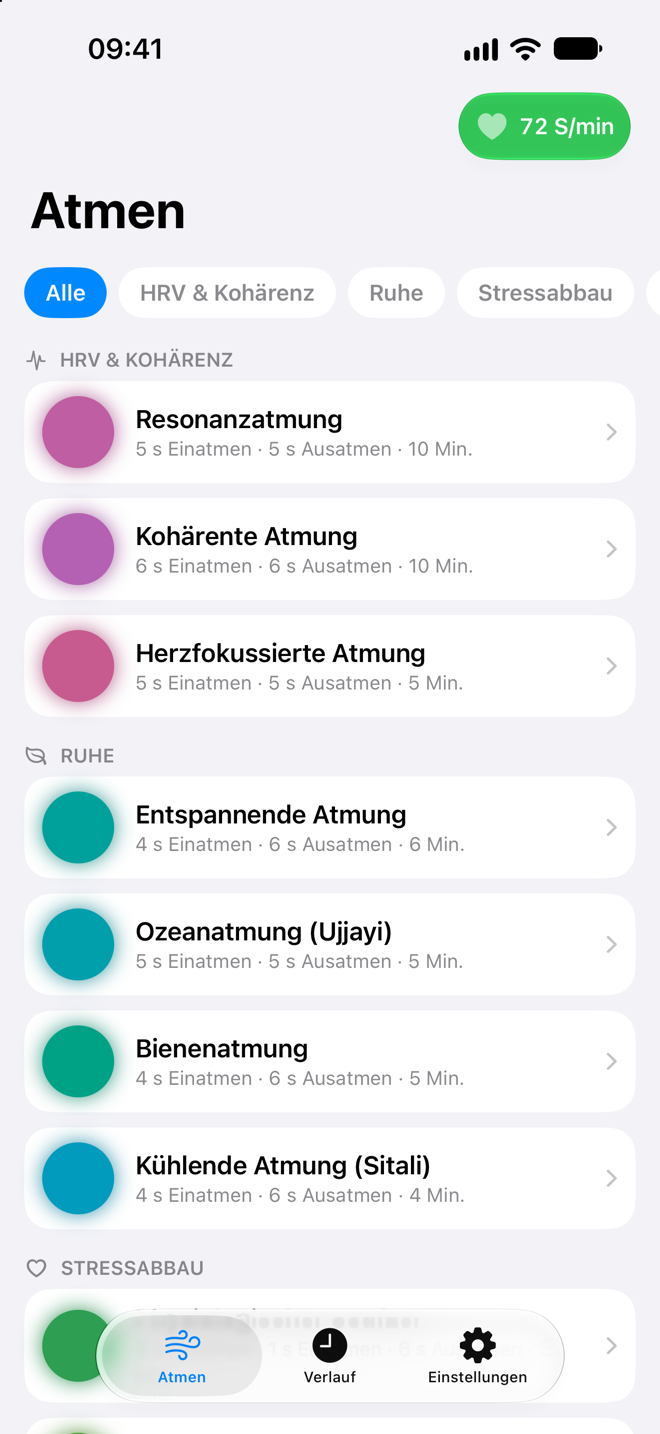 09:41
72 S/min
Atmen
Alle
HRV & Kohärenz
Ruhe
Stressabbau
HRV & KOHÄRENZ
Resonanzatmung
5 s Einatmen · 5 s Ausatmen · 10 Min.
Kohärente Atmung
6 s Einatmen · 6 s Ausatmen · 10 Min.
Herzfokussierte Atmung
5 s Einatmen · 5 s Ausatmen · 5 Min.
RUHE
Entspannende Atmung
4 s Einatmen · 6 s Ausatmen · 6 Min.
Ozeanatmung (Ujjayi)
5 s Einatmen · 5 s Ausatmen · 5 Min.
Bienenatmung
4 s Einatmen · 6 s Ausatmen · 5 Min.
Kühlende Atmung (Sitali)
4 s Einatmen · 6 s Ausatmen · 4 Min.
STRESSABBAU
Atmen
Verlauf
Einstellungen